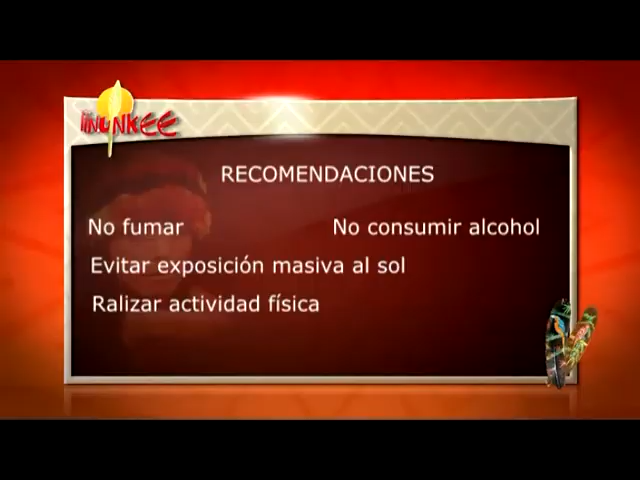 RECOMENDACIONES
No fumar No consumir alcohol
Evitar exposición masiva al sol
Ralizar actividad física